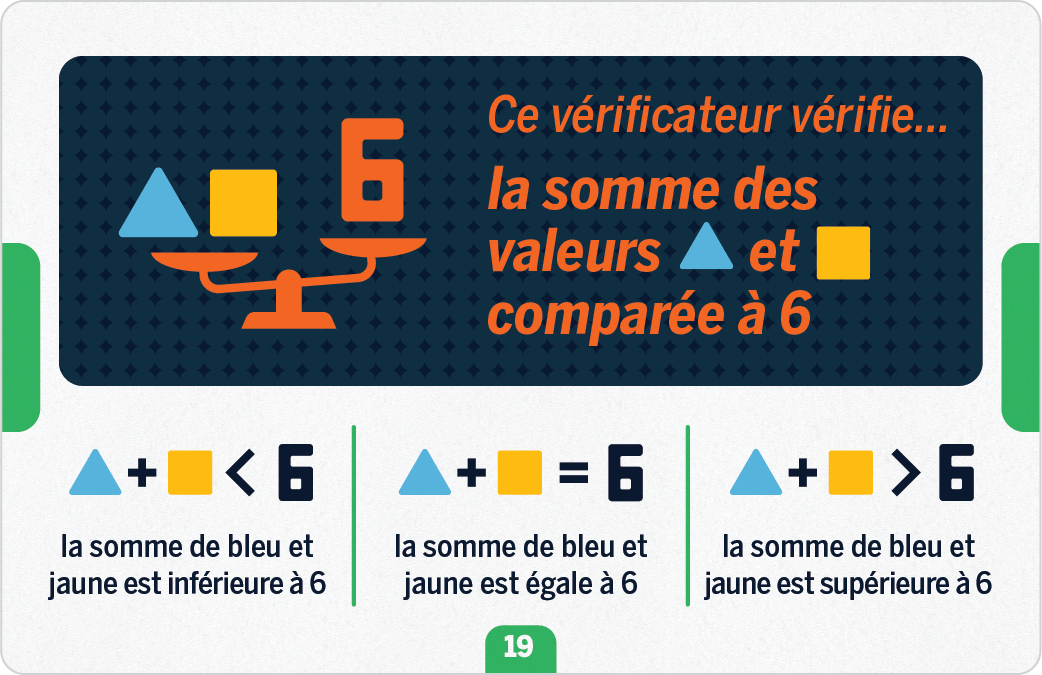 6
Ce vérificateur vérifie...
la somme des
valeurs et
comparée à 6
+ < 6
la somme de bleu et
jaune est inférieure à 6
+ = 6
la somme de bleu et
jaune est égale à 6
+ > 6
la somme de bleu et
jaune est supérieure à 6
19